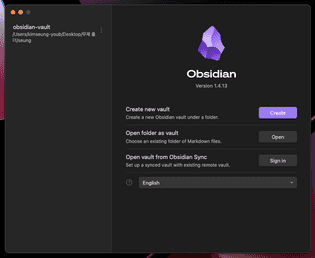 obsidian-vault
/Users/kimseung-youb/Desktop/무제 폴
더/seung
Obsidian
Version 1.4.13
Create new vault
Create a new Obsidian vault under a folder.
Create
Open folder as vault
Choose an existing folder of Markdown files.
Open
Open vault from Obsidian Sync
Set up a synced vault with existing remote vault.
Sign in
English